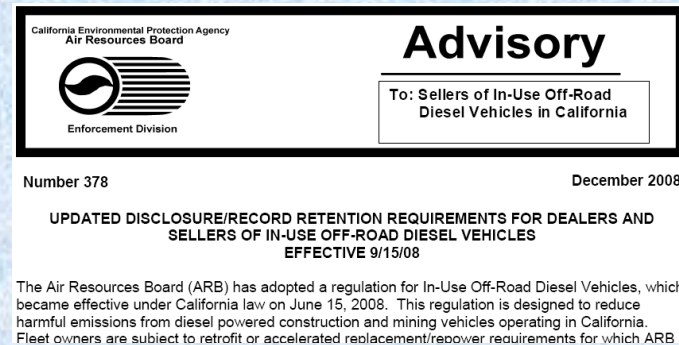 California Environmental Protection Agency
Air Resources Board
Enforcement Division
Advisory
To: Sellers of In-Use Off-Road
Diesel Vehicles in California
Number 378
December 2008
UPDATED DISCLOSURE/RECORD RETENTION REQUIREMENTS FOR DEALERS AND
SELLERS OF IN-USE OFF-ROAD DIESEL VEHICLES
EFFECTIVE 9/15/08
The Air Resources Board (ARB) has adopted a regulation for In-Use Off-Road Diesel Vehicles, which
became effective under California law on June 15, 2008. This regulation is designed to reduce
harmful emissions from diesel powered construction and mining vehicles operating in California.
Fleet owners are subject to retrofit or accelerated replacement/repower requirements for which ARB